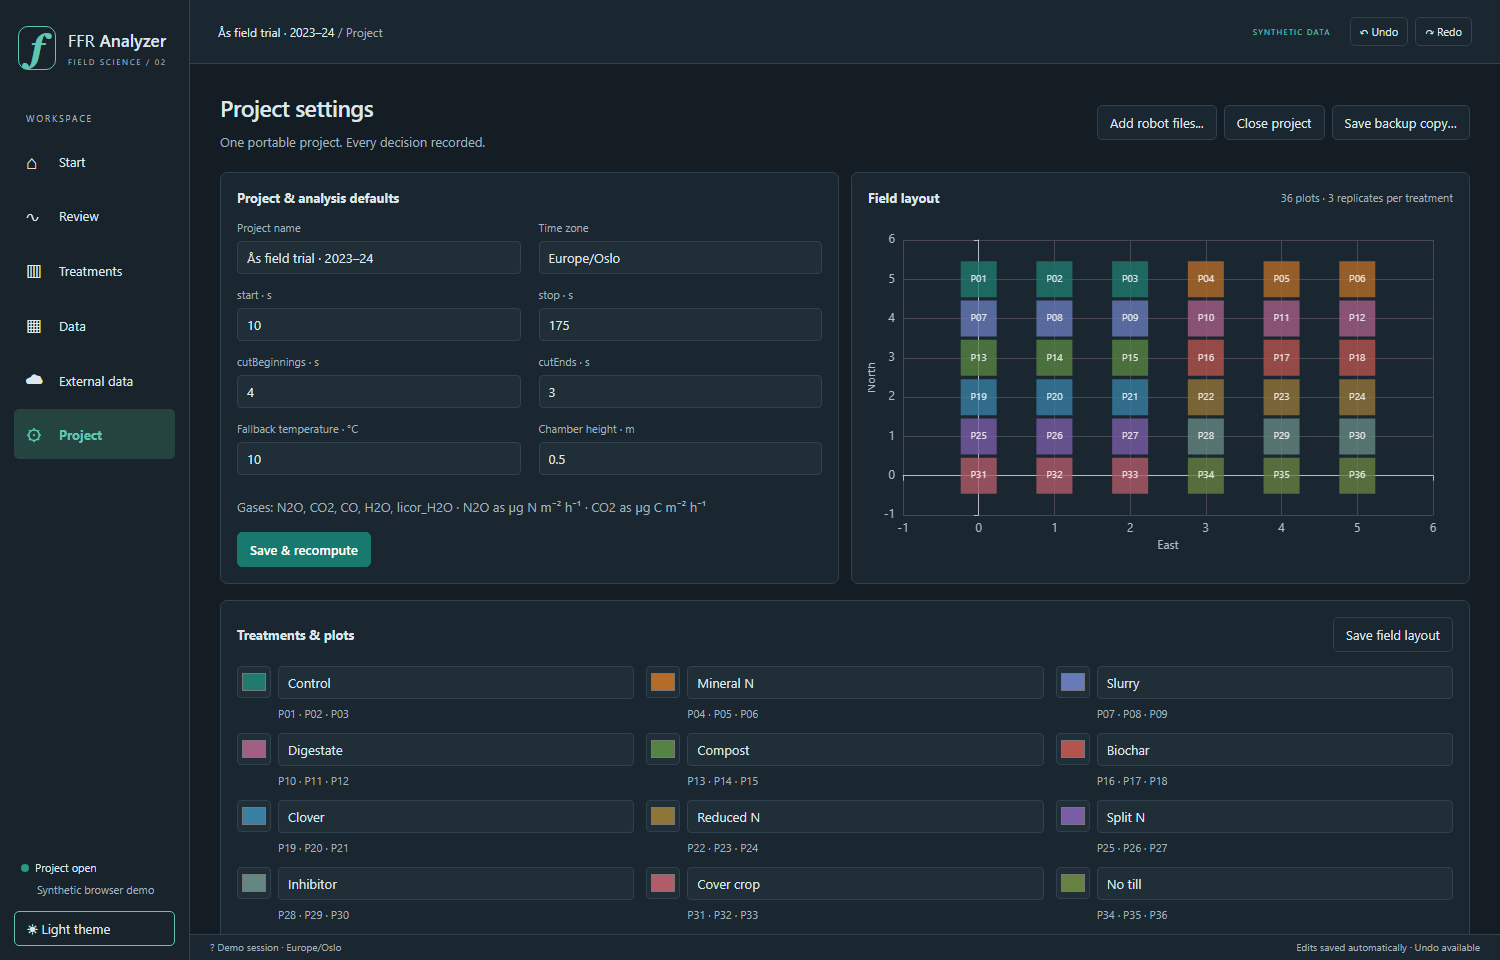 FFR Analyzer
FIELD SCIENCE / 02
WORKSPACE
Start
Review
Treatments
Data
External data
Project
Project open
Synthetic browser demo
☀ Light theme
Ås field trial · 2023–24 / Project
SYNTHETIC DATA
↶ Undo
↷ Redo
Project settings
One portable project. Every decision recorded.
Add robot files...
Close project
Save backup copy...
Project & analysis defaults
Project name
Time zone
Ås field trial · 2023–24
Europe/Oslo
start · s
stop · s
10
175
cutBeginnings · s
cutEnds · s
4
3
Fallback temperature · °C
Chamber height · m
10
0.5
Gases: N2O, CO2, CO, H2O, licor_H2O · N2O as µg N m⁻² h⁻¹ · CO2 as µg C m⁻² h⁻¹
Save & recompute
Field layout
36 plots · 3 replicates per treatment
6
5
4
3
2
1
0
-1
North
P01 P02 P03 P04 P05 P06
P07 P08 P09 P10 P11 P12
P13 P14 P15 P16 P17 P18
P19 P20 P21 P22 P23 P24
P25 P26 P27 P28 P29 P30
P31 P32 P33 P34 P35 P36
-1 0 1 2 3 4 5 6
East
Treatments & plots
Save field layout
Control
Mineral N
Slurry
P01 · P02 · P03
P04 · P05 · P06
P07 · P08 · P09
Digestate
Compost
Biochar
P10 · P11 · P12
P13 · P14 · P15
P16 · P17 · P18
Clover
Reduced N
Split N
P19 · P20 · P21
P22 · P23 · P24
P25 · P26 · P27
Inhibitor
Cover crop
No till
P28 · P29 · P30
P31 · P32 · P33
P34 · P35 · P36
? Demo session · Europe/Oslo
Edits saved automatically · Undo available